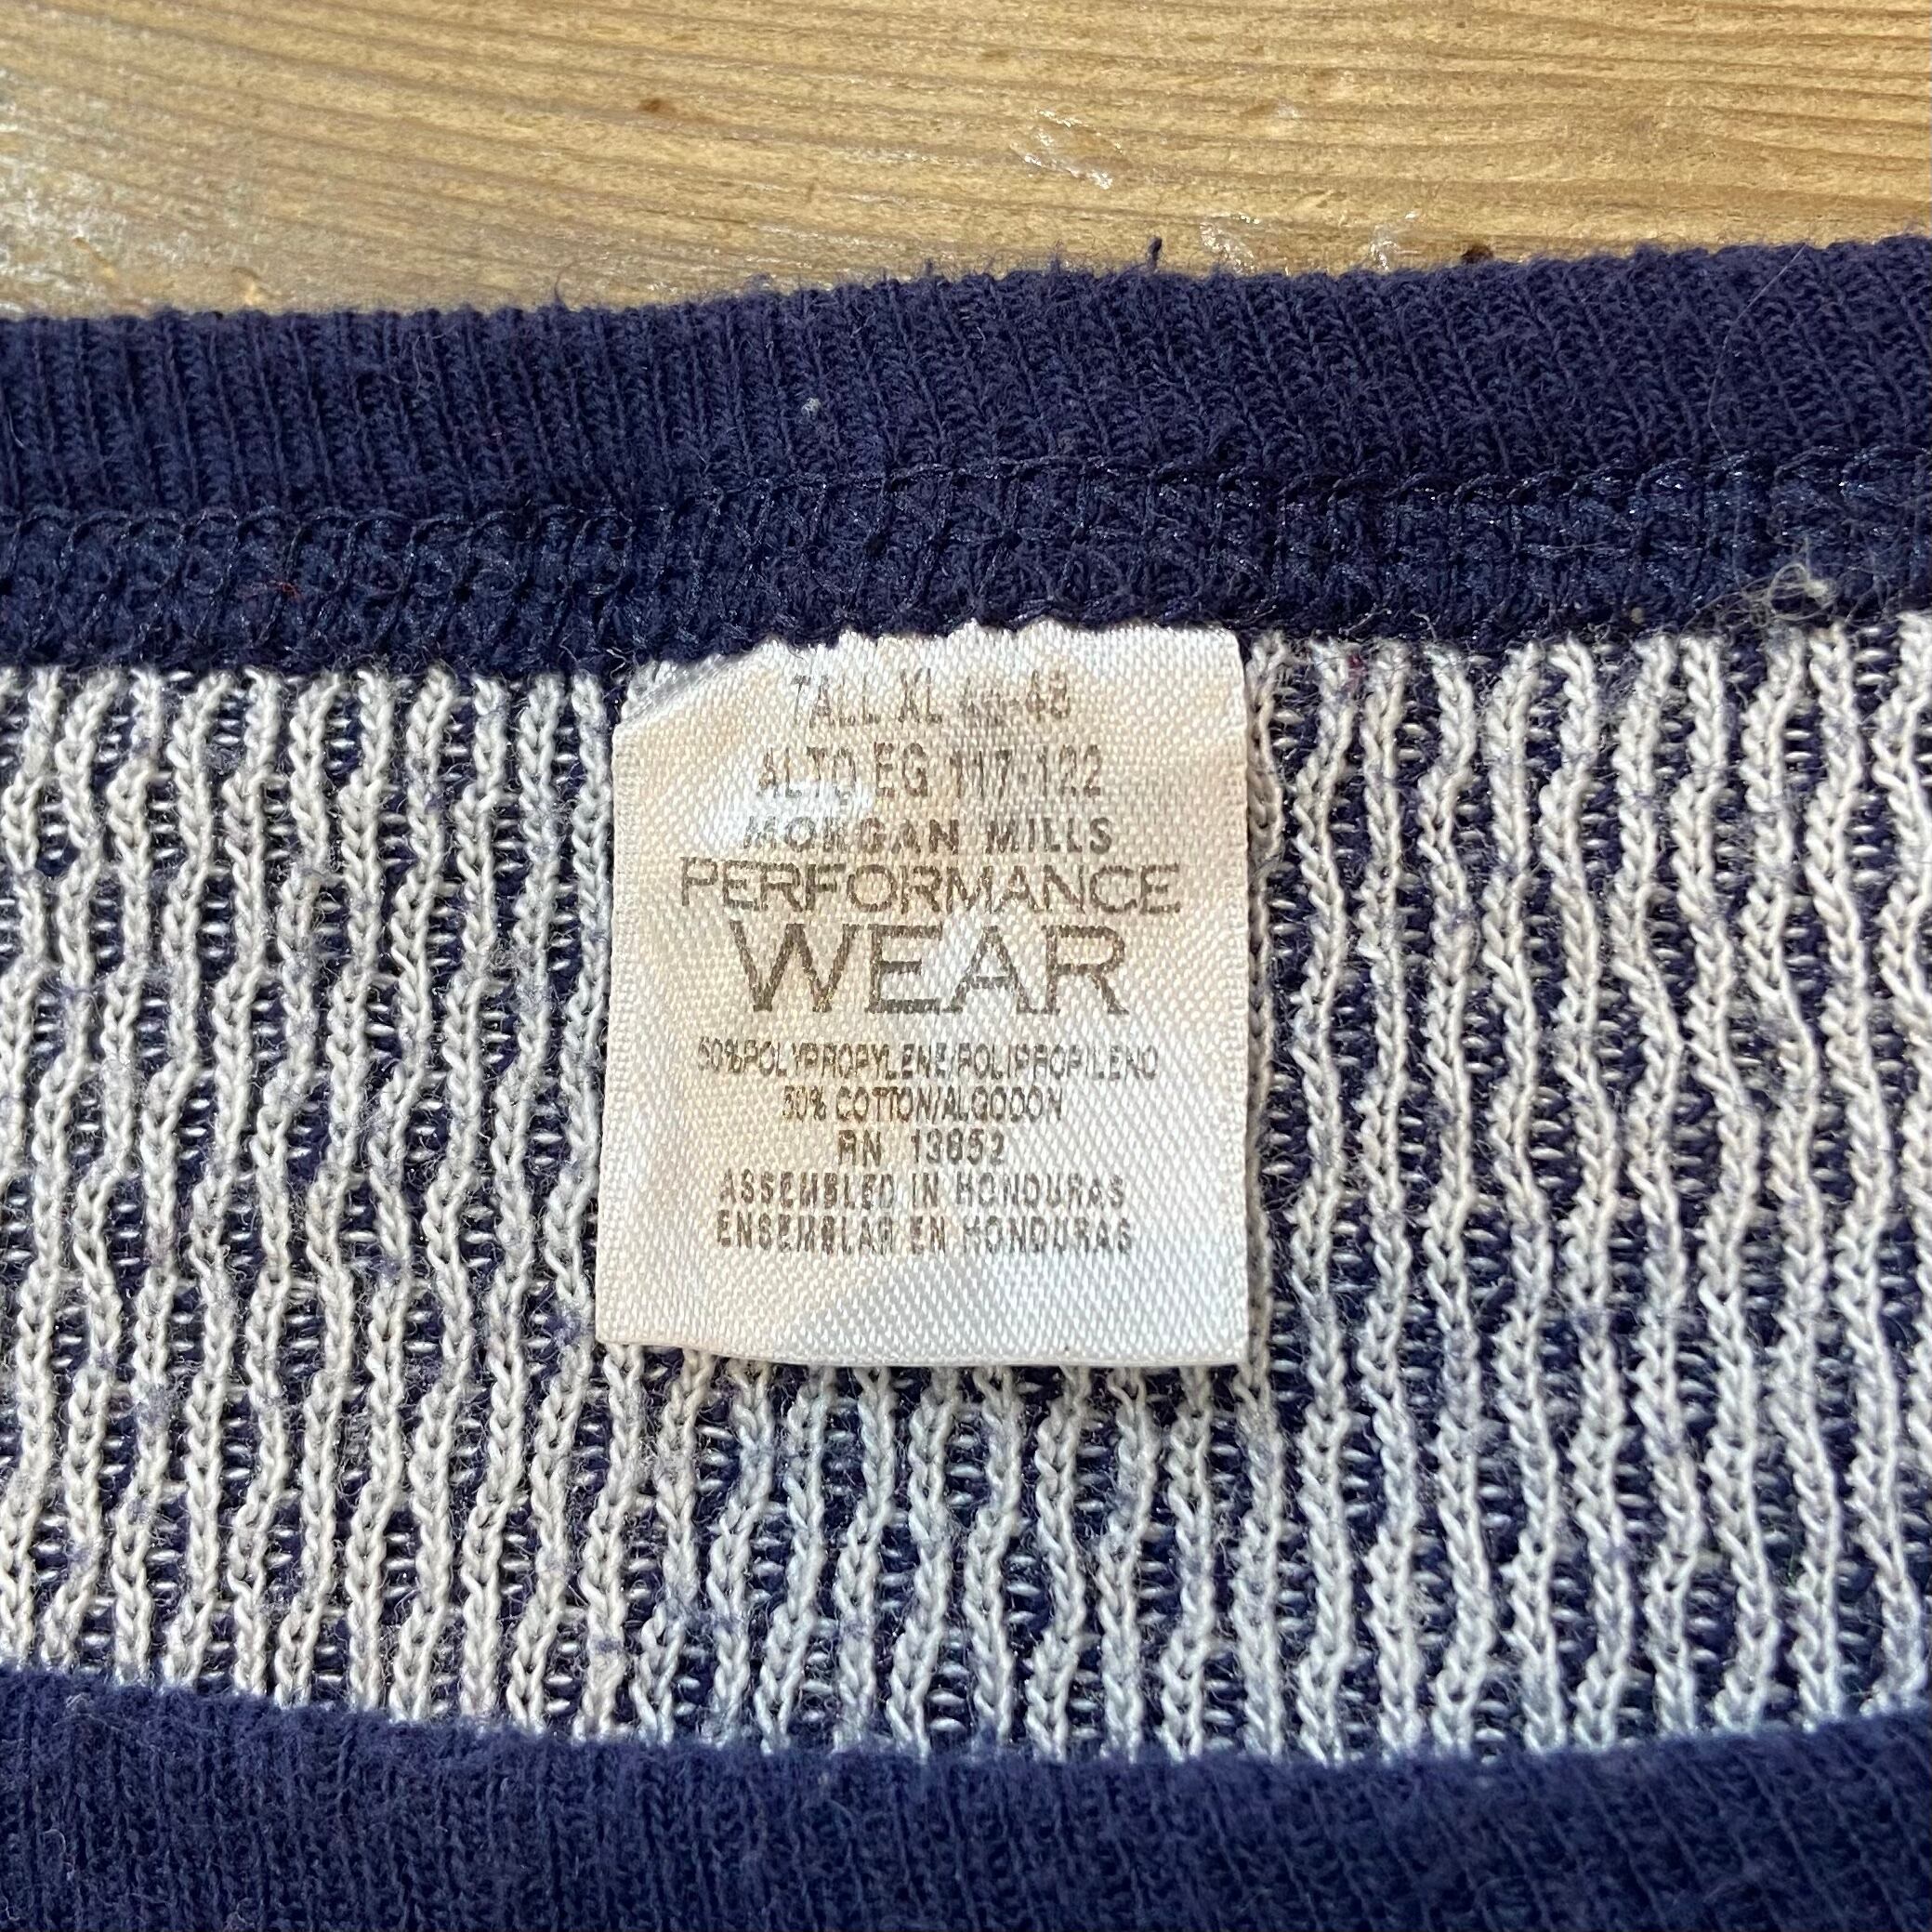 TALL XL 46-48
ALTO EG 117-122
MORGAN MILLS
PERFORMANCE
WEAR
50%POLYPROPYLENE/POLIPROPILENO
50% COTTON/ALGODON
RN 13652
ASSEMBLED IN HONDURAS
ENSEMBLAR EN HONDURAS